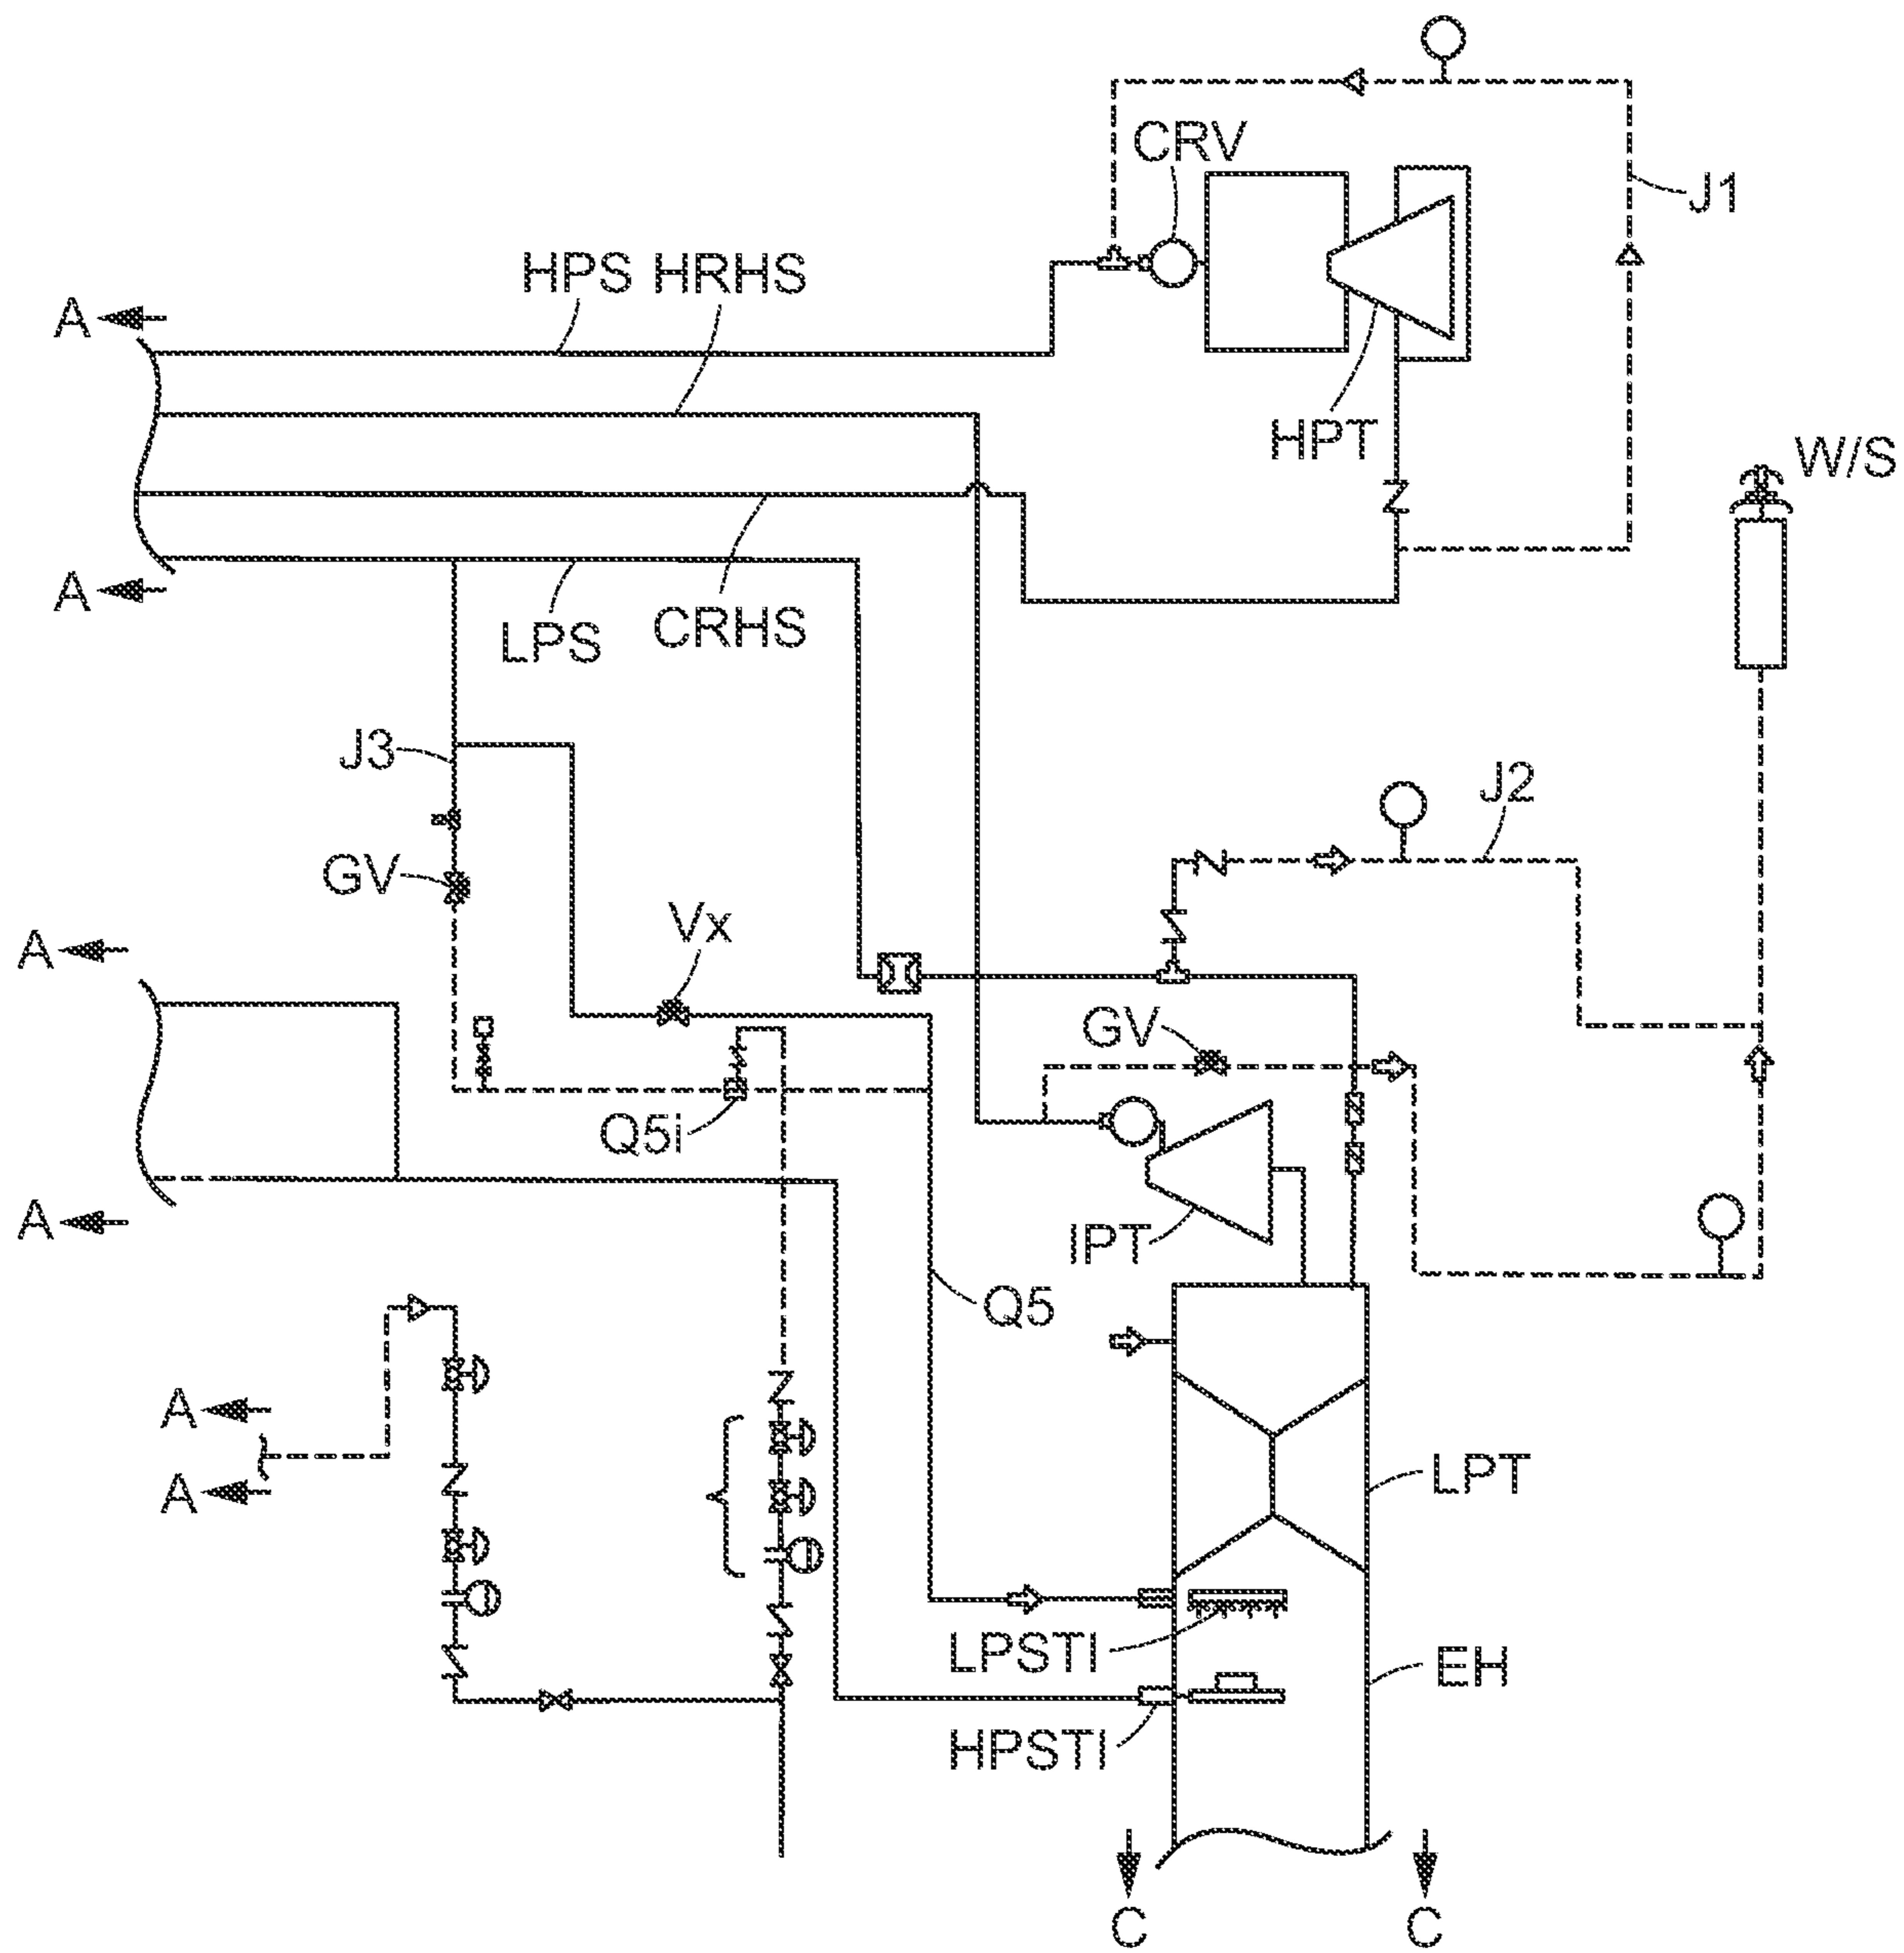 CRV
J1
HPS HRHS
A
HPT
W/S
A
LPS
CRHS
J3
J2
GV
Vx
A
GV
Q5i
A
IPT
Q5
A
LPT
A
LPSTI
EH
HPSTI
C
C